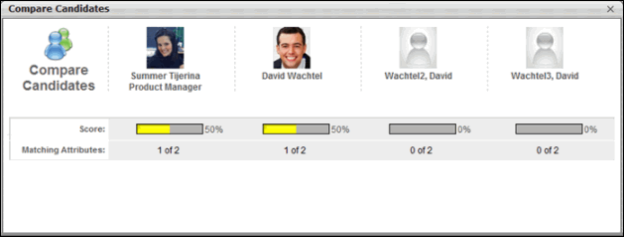 Compare Candidates
Compare
Candidates
Summer Tijerina
Product Manager
David Wachtel
Wachtel2, David
Wachtel3, David
Score: 50% 50% 0% 0%
Matching Attributes: 1 of 2 1 of 2 0 of 2 0 of 2